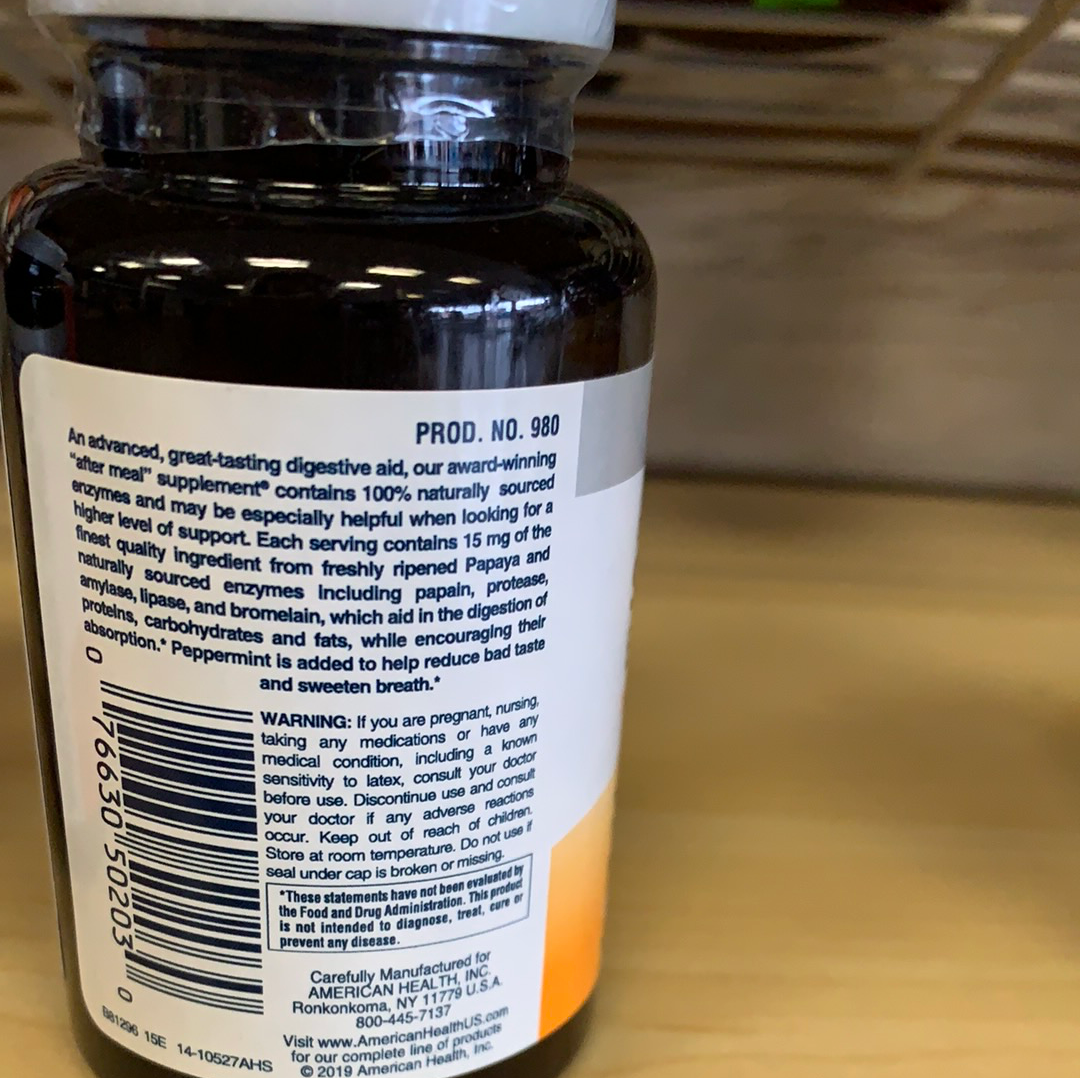 PROD. NO. 980
An advanced, great-tasting digestive aid, our award-winning
"after meal" supplement® contains 100% naturally sourced
enzymes and may be especially helpful when looking for a
higher level of support. Each serving contains 15 mg of the
finest quality ingredient from freshly ripened Papaya and
naturally sourced enzymes including papain, protease,
amylase, lipase, and bromelain, which aid in the digestion of
proteins, carbohydrates and fats, while encouraging their
absorption.* Peppermint is added to help reduce bad taste
and sweeten breath.*
WARNING: If you are pregnant, nursing,
taking any medications or have any
medical condition, including a known
sensitivity to latex, consult your doctor
before use. Discontinue use and consult
your doctor if any adverse reactions
occur. Keep out of reach of children.
Store at room temperature. Do not use if
seal under cap is broken or missing.
*These statements have not been evaluated by
the Food and Drug Administration. This product
is not intended to diagnose, treat, cure or
prevent any disease.
Carefully Manufactured for
AMERICAN HEALTH, INC.
Ronkonkoma, NY 11779 U.S.A.
800-445-7137
Visit www.AmericanHealthUS.com
for our complete line of products
© 2019 American Health, Inc.
0 76630 50203 0
B81296 15E 14-10527AHS